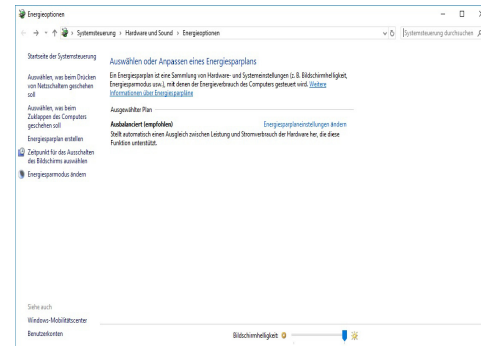 Energieoptionen
Systemsteuerung > Hardware und Sound > Energieoptionen
Systemsteuerung durchsuchen
Startseite der Systemsteuerung
Auswählen, was beim Drücken
von Netzschaltern geschehen
soll
Auswählen, was beim
Zuklappen des Computers
geschehen soll
Energiesparplan erstellen
Zeitpunkt für das Ausschalten
des Bildschirms auswählen
Energiesparmodus ändern
Auswählen oder Anpassen eines Energiesparplans
Ein Energiesparplan ist eine Sammlung von Hardware- und Systemeinstellungen (z. B. Bildschirmhelligkeit,
Energiesparmodus usw.), mit denen der Energieverbrauch des Computers gesteuert wird. Weitere
Informationen über Energiesparpläne
Ausgewählter Plan
Ausbalanciert (empfohlen) Energiesparplaneinstellungen ändern
Stellt automatisch einen Ausgleich zwischen Leistung und Stromverbrauch der Hardware her, die diese
Funktion unterstützt.
Siehe auch
Windows-Mobilitätscenter
Benutzerkonten
Bildschirmhelligkeit